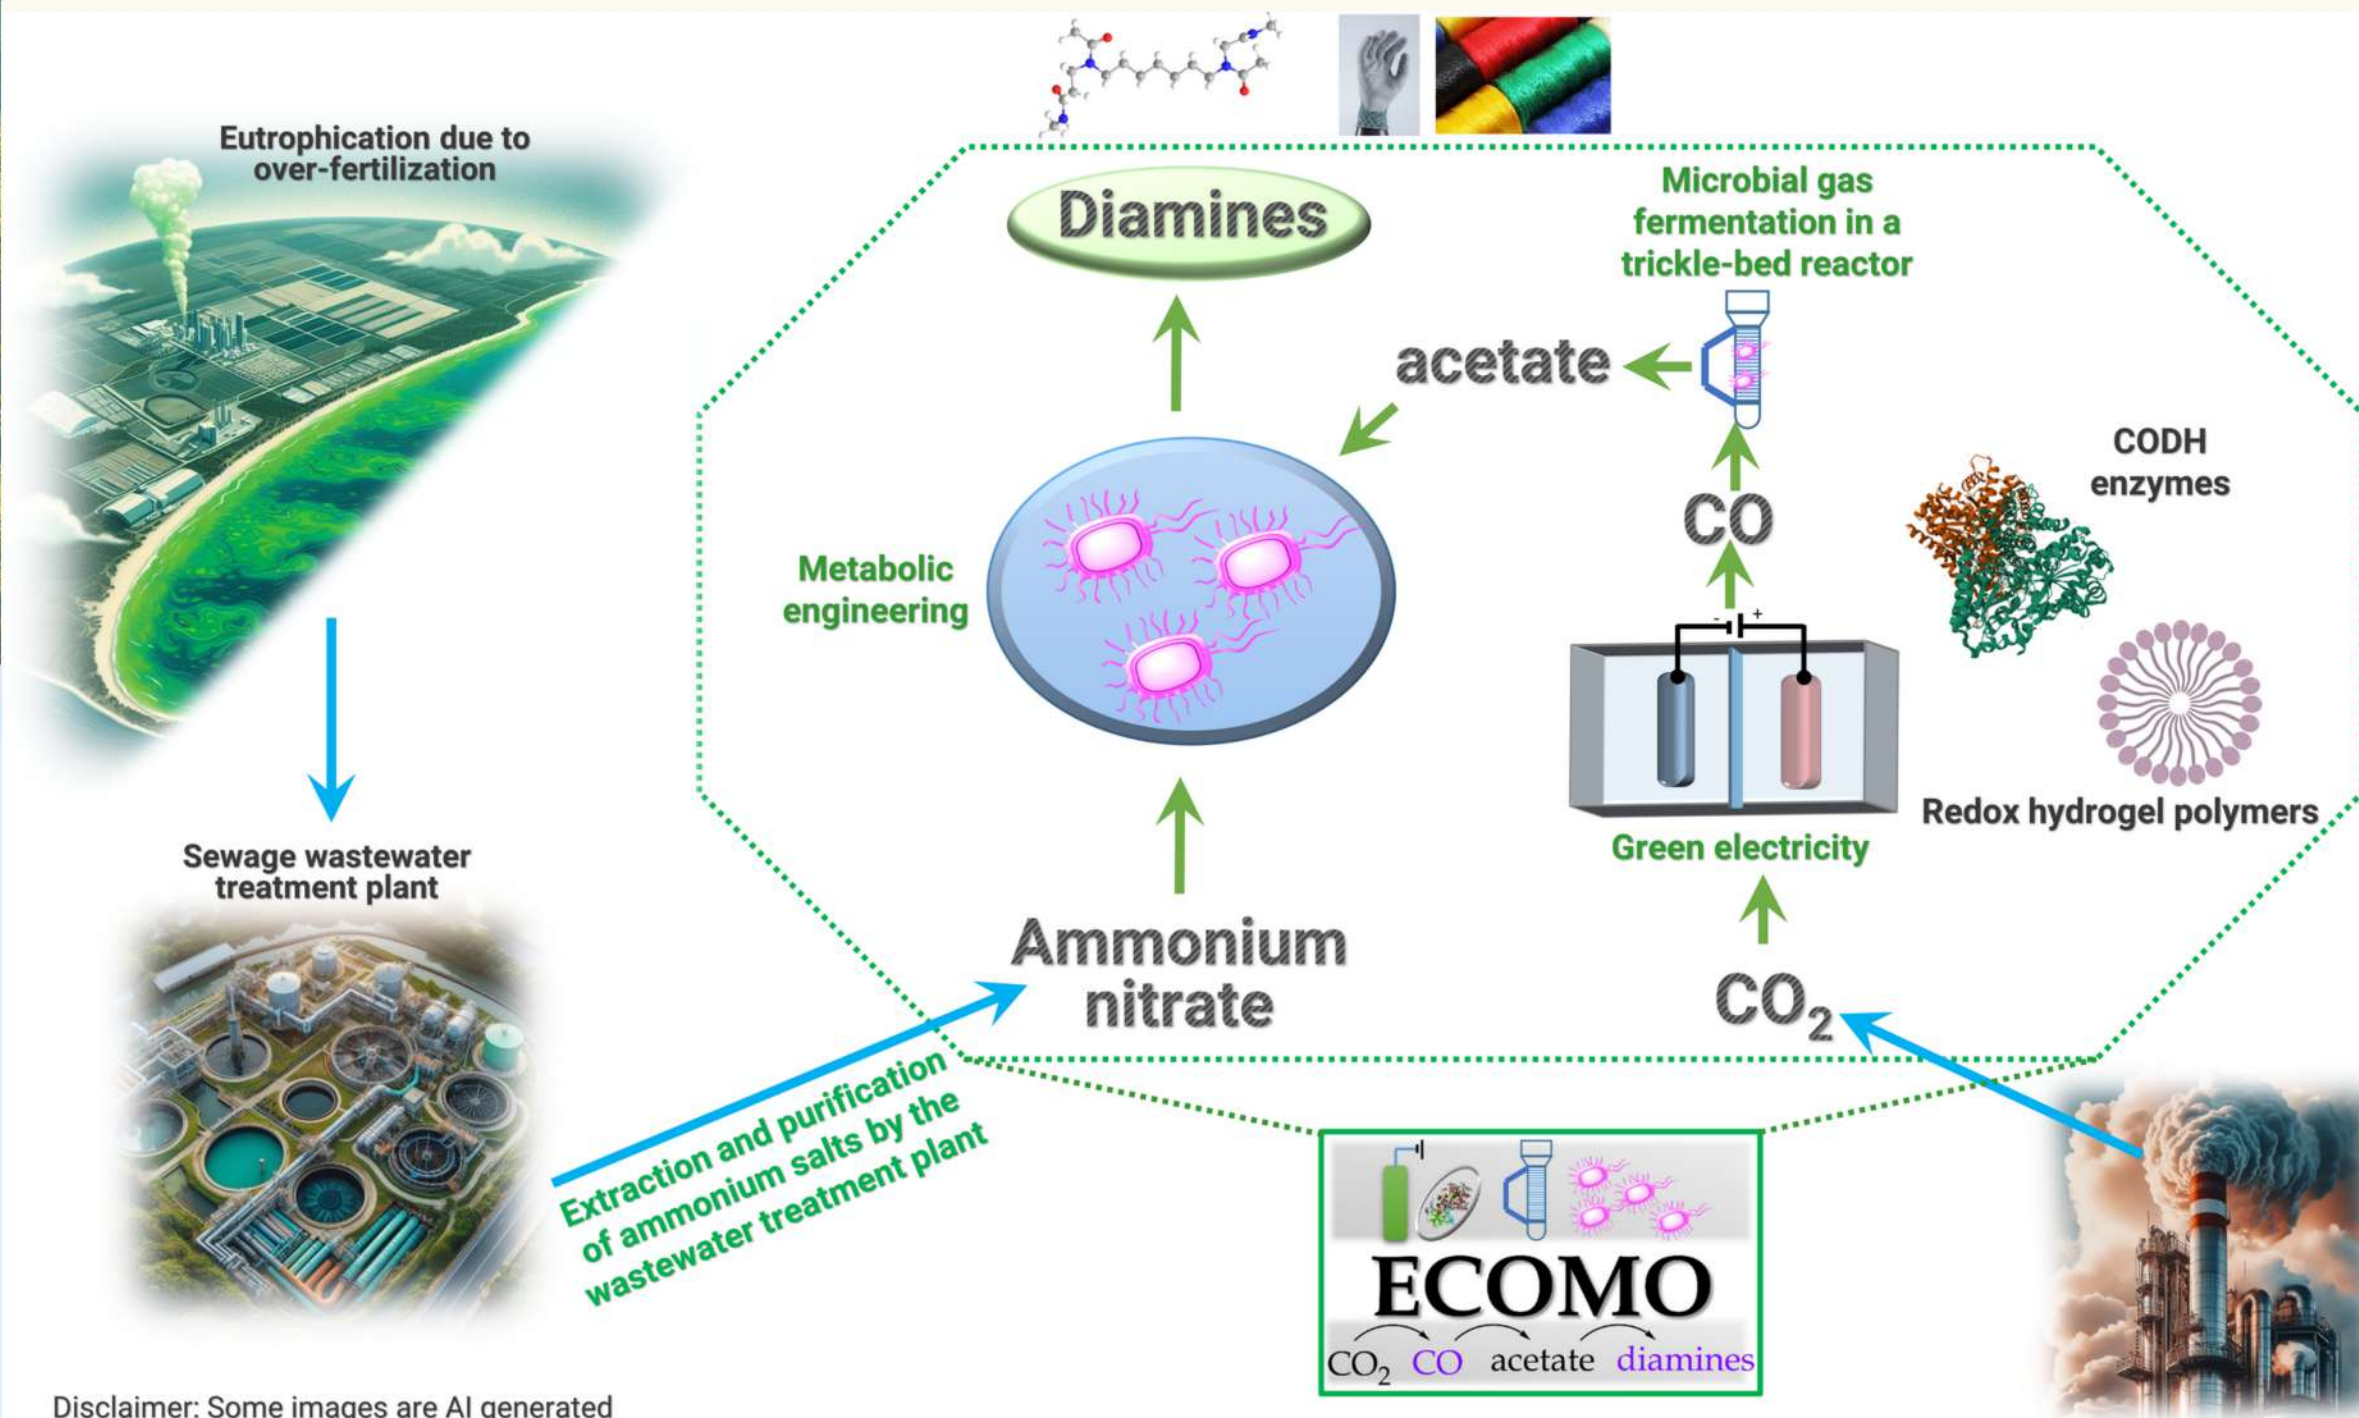 Eutrophication due to
over-fertilization
Diamines
Microbial gas
fermentation in a
trickle-bed reactor
acetate
CODH
enzymes
CO
Metabolic
engineering
- +
Redox hydrogel polymers
Green electricity
Sewage wastewater
treatment plant
Ammonium
nitrate
CO₂
Extraction and purification
of ammonium salts by the
wastewater treatment plant
ECOMO
CO₂ CO acetate diamines
Disclaimer: Some images are AI generated